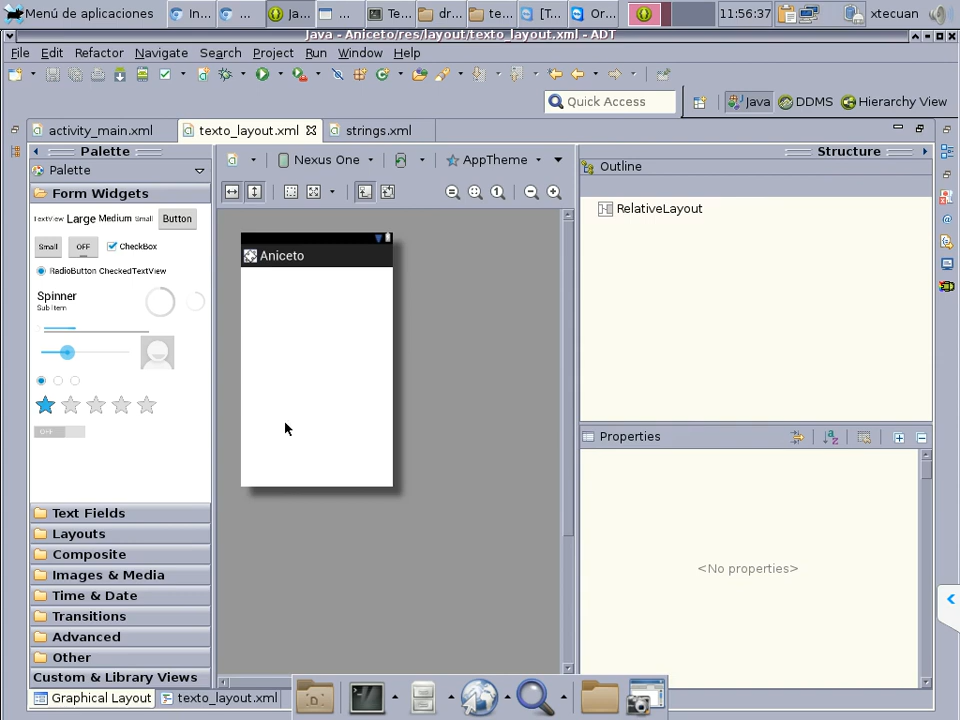 Menú de aplicaciones In... ... Ja... ... Te... dr... te... [T... Or... 11:56:37 xtecuan
Java - Aniceto/res/layout/texto_layout.xml - ADT
File Edit Refactor Navigate Search Project Run Window Help
Quick Access Java DDMS Hierarchy View
activity_main.xml texto_layout.xml strings.xml
Palette Nexus One AppTheme Structure
Palette Outline
Form Widgets
TextView Large Medium Small Button
RelativeLayout
Small OFF CheckBox
Aniceto
RadioButton CheckedTextView
Spinner
Sub Item
OFF
Properties
Text Fields
Layouts
Composite
<No properties>
Images & Media
Time & Date
Transitions
Advanced
Other
Custom & Library Views
Graphical Layout texto_layout.xml